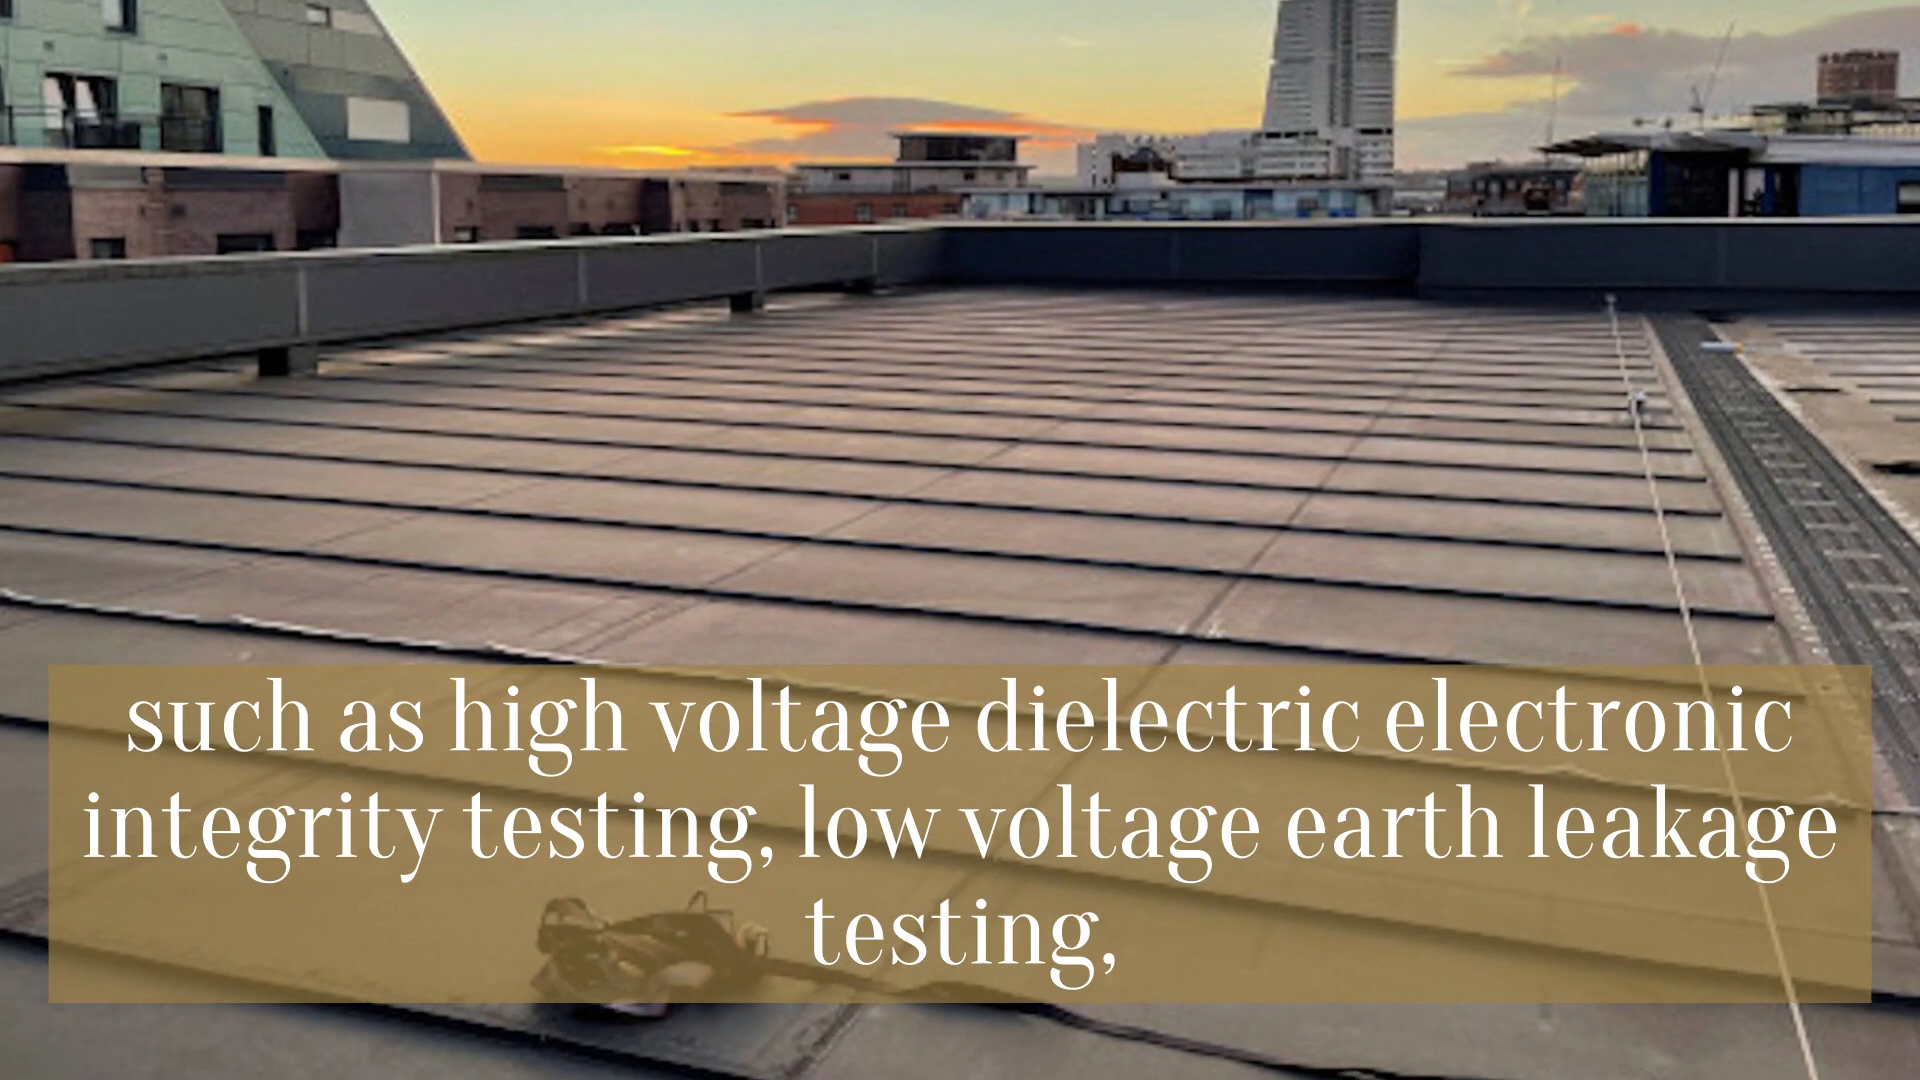 such as high voltage dielectric electronic
integrity testing, low voltage earth leakage
testing,